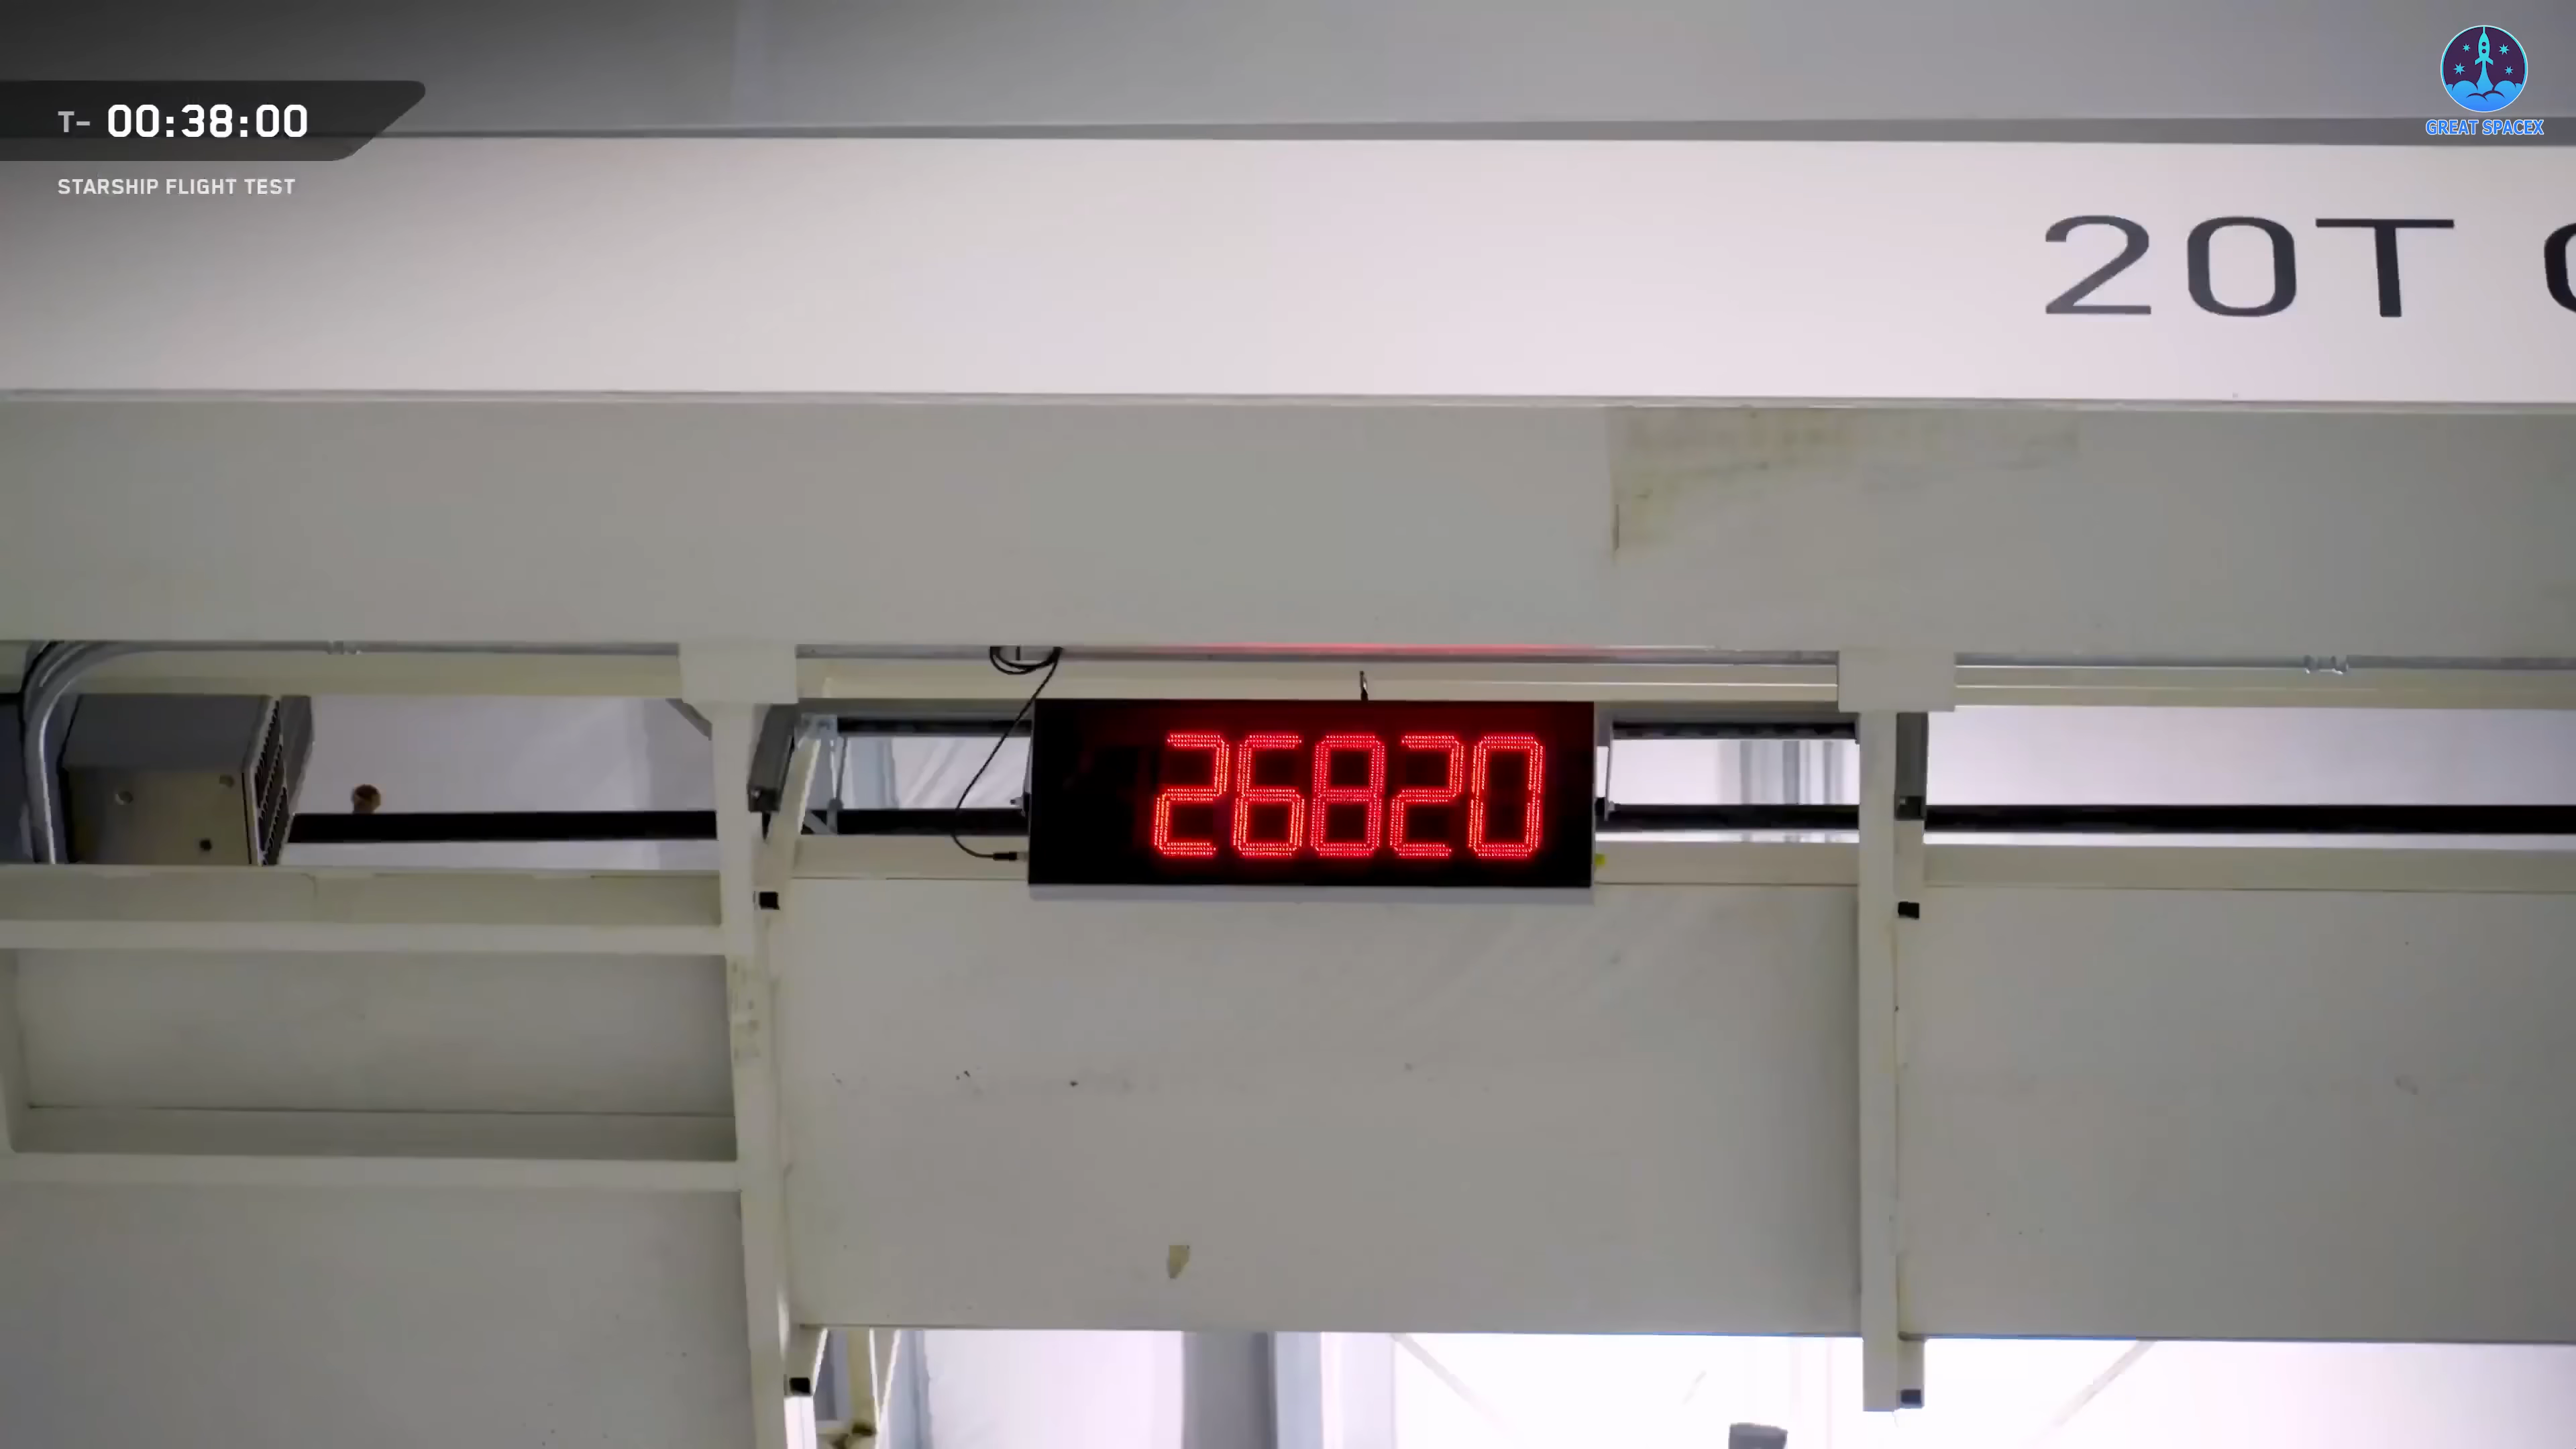 T- 00:38:00
STARSHIP FLIGHT TEST
GREAT SPACEX
20T
26820